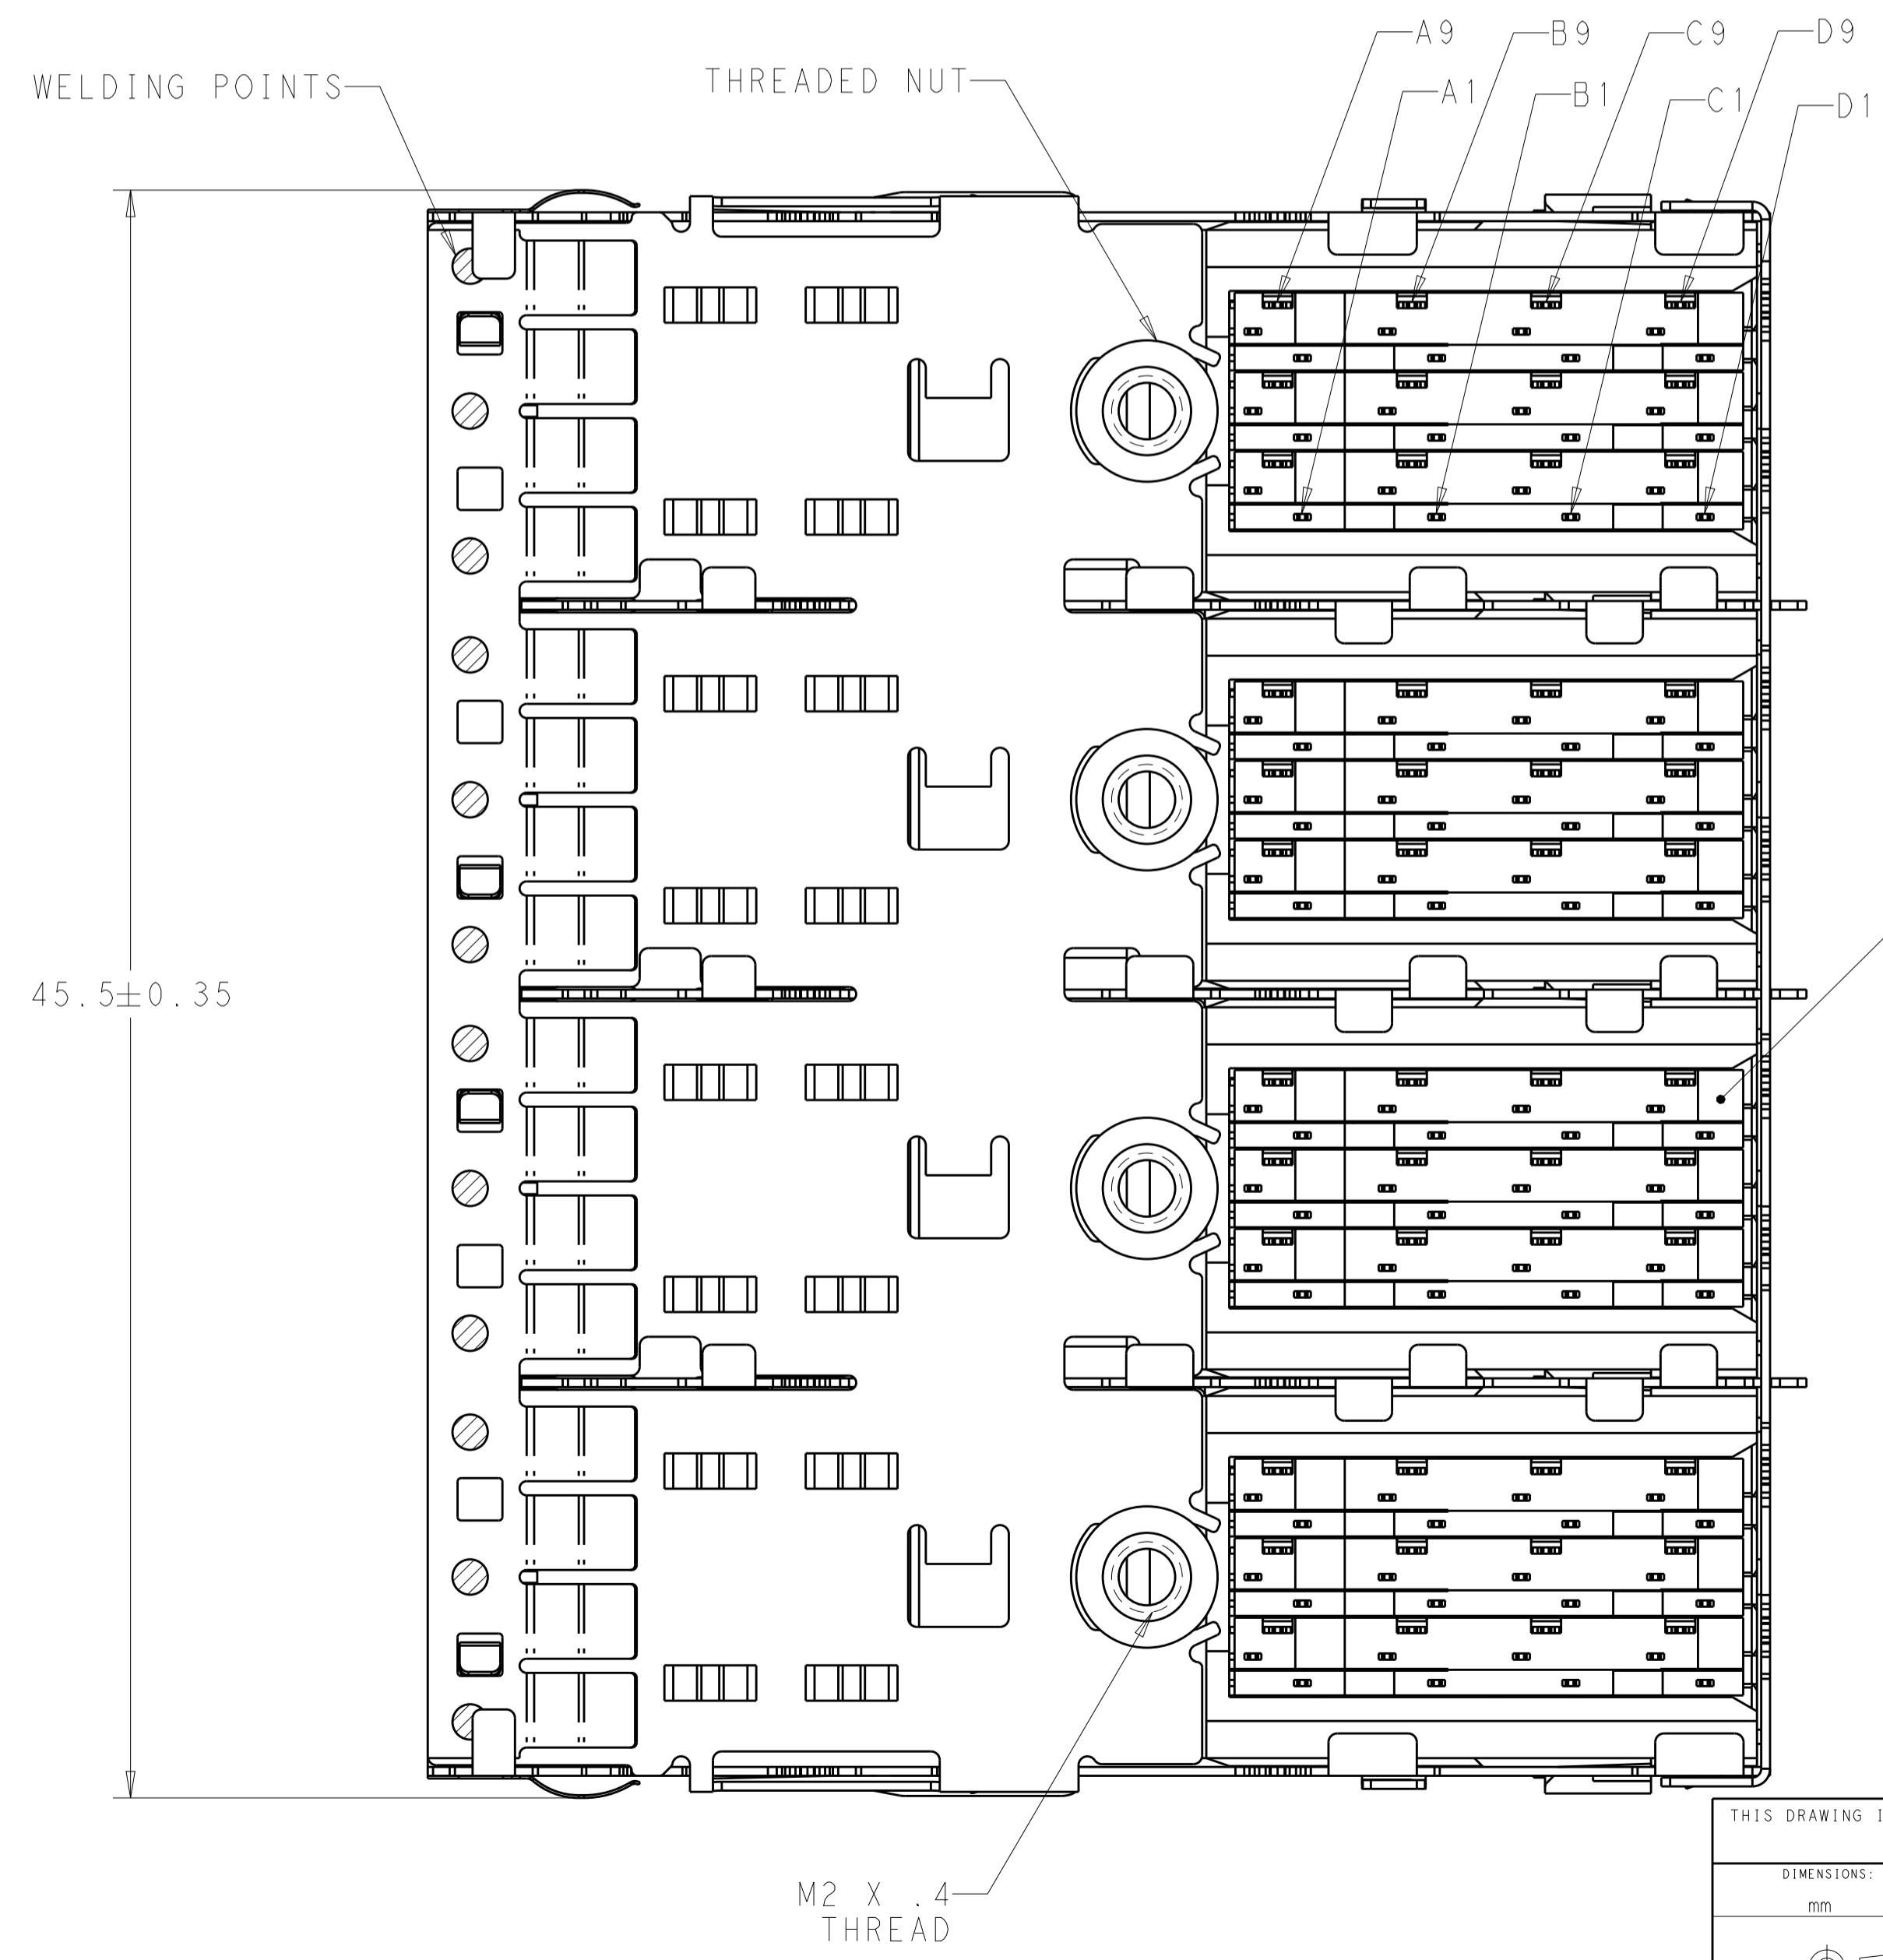 A9
B9
C9
D9
WELDING POINTS
THREADED NUT
A1
B1
C1
D1
45.5±0.35
M2 X .4
THREAD
THIS DRAWING I
DIMENSIONS:
mm